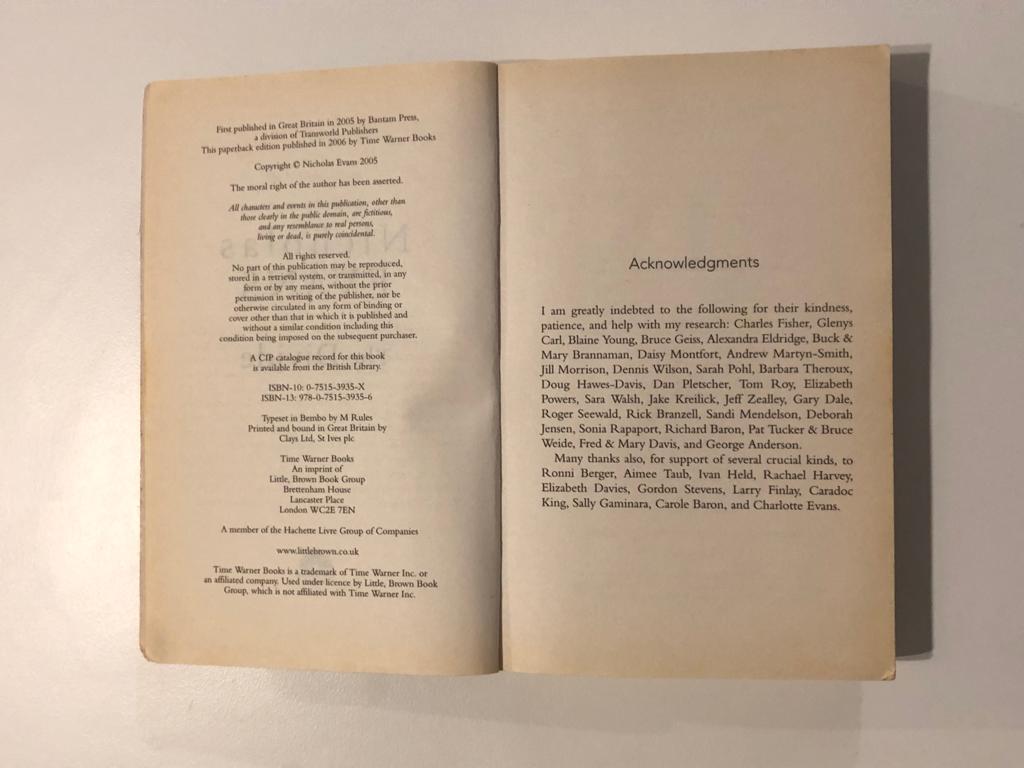 First published in Great Britain in 2005 by Bantam Press,
a division of Transworld Publishers
This paperback edition published in 2006 by Time Warner Books
Copyright © Nicholas Evans 2005
The moral right of the author has been asserted.
All characters and events in this publication, other than
those clearly in the public domain, are fictitious,
and any resemblance to real persons,
living or dead, is purely coincidental.
All rights reserved.
No part of this publication may be reproduced,
stored in a retrieval system, or transmitted, in any
form or by any means, without the prior
permission in writing of the publisher, nor be
otherwise circulated in any form of binding or
cover other than that in which it is published and
without a similar condition including this
condition being imposed on the subsequent purchaser.
A CIP catalogue record for this book
is available from the British Library.
ISBN-10: 0-7515-3935-X
ISBN-13: 978-0-7515-3935-6
Typeset in Bembo by M Rules
Printed and bound in Great Britain by
Clays Ltd, St Ives plc
Time Warner Books
An imprint of
Little, Brown Book Group
Brettenham House
Lancaster Place
London WC2E 7EN
A member of the Hachette Livre Group of Companies
www.littlebrown.co.uk
Time Warner Books is a trademark of Time Warner Inc. or
an affiliated company. Used under licence by Little, Brown Book
Group, which is not affiliated with Time Warner Inc.
Acknowledgments
I am greatly indebted to the following for their kindness,
patience, and help with my research: Charles Fisher, Glenys
Carl, Blaine Young, Bruce Geiss, Alexandra Eldridge, Buck &
Mary Brannaman, Daisy Montfort, Andrew Martyn-Smith,
Jill Morrison, Dennis Wilson, Sarah Pohl, Barbara Theroux,
Doug Hawes-Davis, Dan Pletscher, Tom Roy, Elizabeth
Powers, Sara Walsh, Jake Kreilick, Jeff Zealley, Gary Dale,
Roger Seewald, Rick Branzell, Sandi Mendelson, Deborah
Jensen, Sonia Rapaport, Richard Baron, Pat Tucker & Bruce
Weide, Fred & Mary Davis, and George Anderson.
Many thanks also, for support of several crucial kinds, to
Ronni Berger, Aimee Taub, Ivan Held, Rachael Harvey,
Elizabeth Davies, Gordon Stevens, Larry Finlay, Caradoc
King, Sally Gaminara, Carole Baron, and Charlotte Evans.